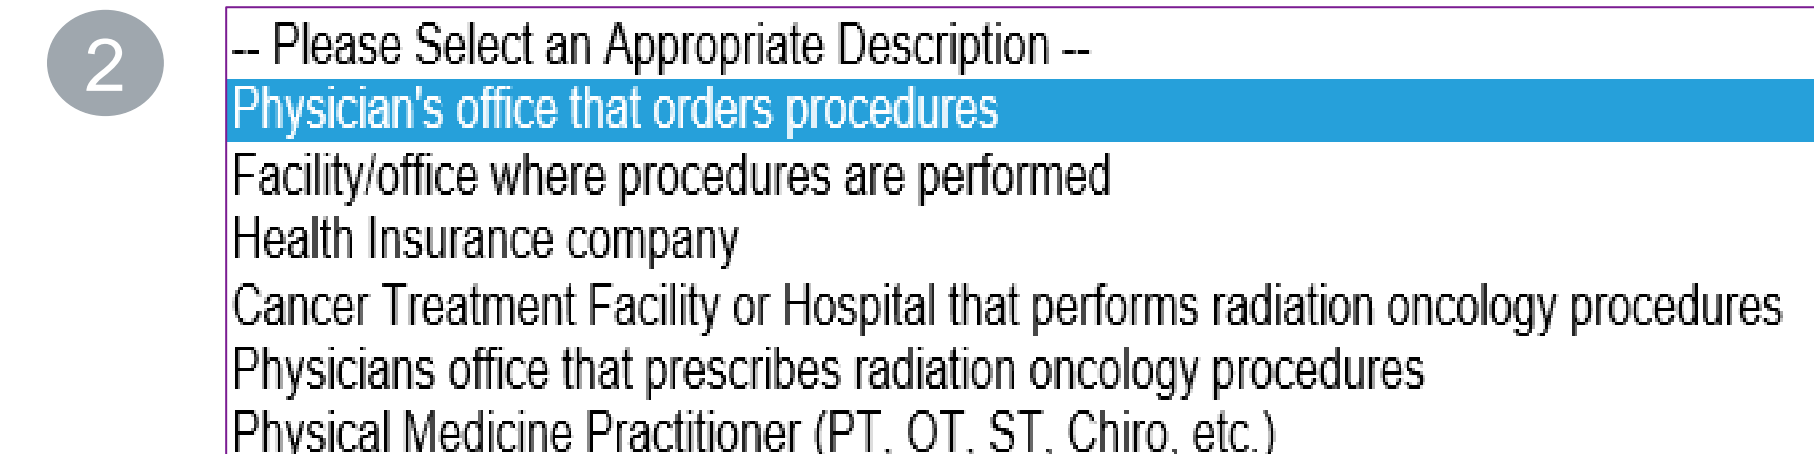 2
-- Please Select an Appropriate Description --
Physician's office that orders procedures
Facility/office where procedures are performed
Health Insurance company
Cancer Treatment Facility or Hospital that performs radiation oncology procedures
Physicians office that prescribes radiation oncology procedures
Physical Medicine Practitioner (PT, OT, ST, Chiro, etc.)